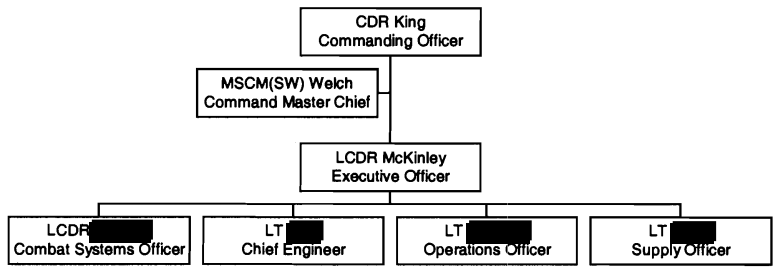 CDR King
Commanding Officer
MSCM(SW) Welch
Command Master Chief
LCDR McKinley
Executive Officer
LCDR
Combat Systems Officer
LT
Chief Engineer
LT
Operations Officer
LT
Supply Officer